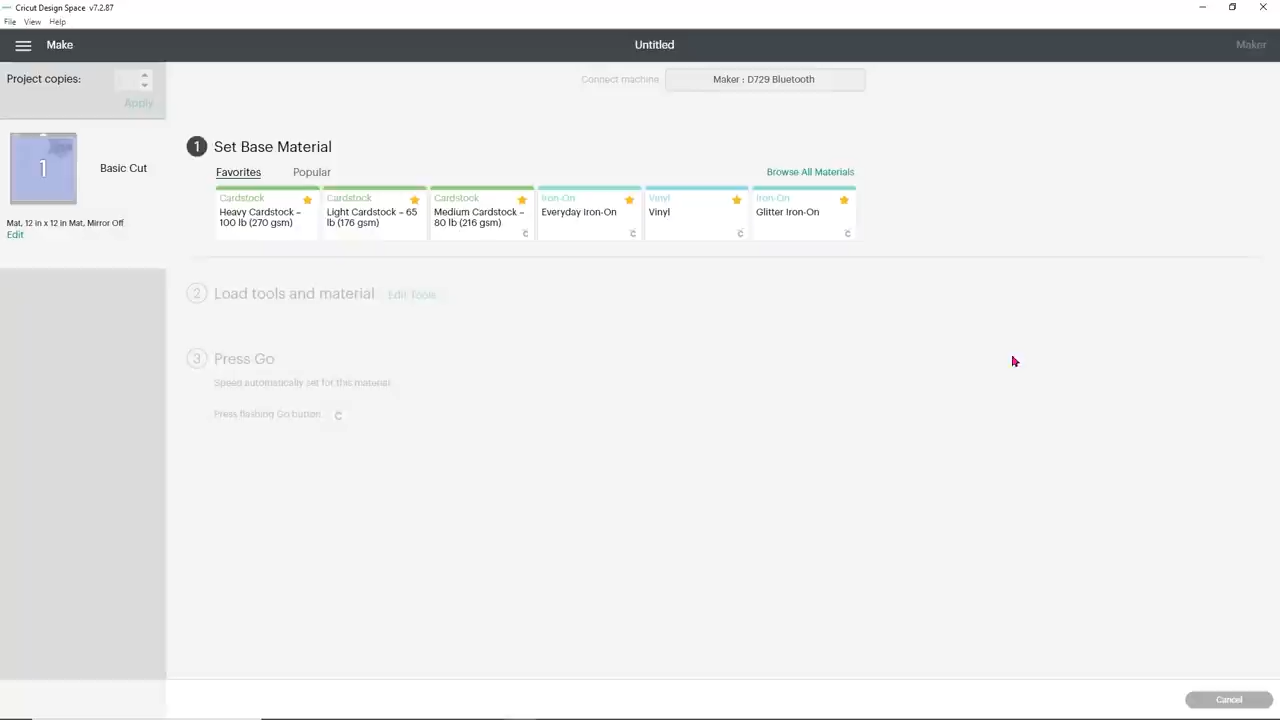 Cricut Design Space v7.2.87
File View Help
Make
Untitled
Maker
Project copies:
Apply
Connect machine
Maker : D729 Bluetooth
1
Basic Cut
Mat, 12 in x 12 in Mat, Mirror Off
Edit
1 Set Base Material
Favorites Popular
Browse All Materials
Cardstock
Heavy Cardstock –
100 lb (270 gsm)
Cardstock
Light Cardstock – 65
lb (176 gsm)
Cardstock
Medium Cardstock –
80 lb (216 gsm)
Iron-On
Everyday Iron-On
Vinyl
Vinyl
Iron-On
Glitter Iron-On
2 Load tools and material Edit Tools
3 Press Go
Speed automatically set for this material
Press flashing Go button
Cancel